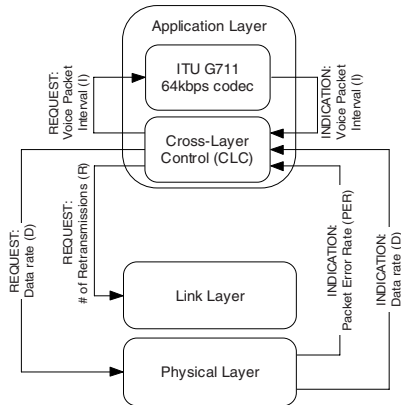 Application Layer
ITU G711
64kbps codec
REQUEST:
Voice Packet
Interval (I)
INDICATION:
Voice Packet
Interval (I)
Cross-Layer
Control (CLC)
REQUEST:
Data rate (D)
REQUEST:
# of Retransmissions (R)
INDICATION:
Packet Error Rate (PER)
INDICATION:
Data rate (D)
Link Layer
Physical Layer